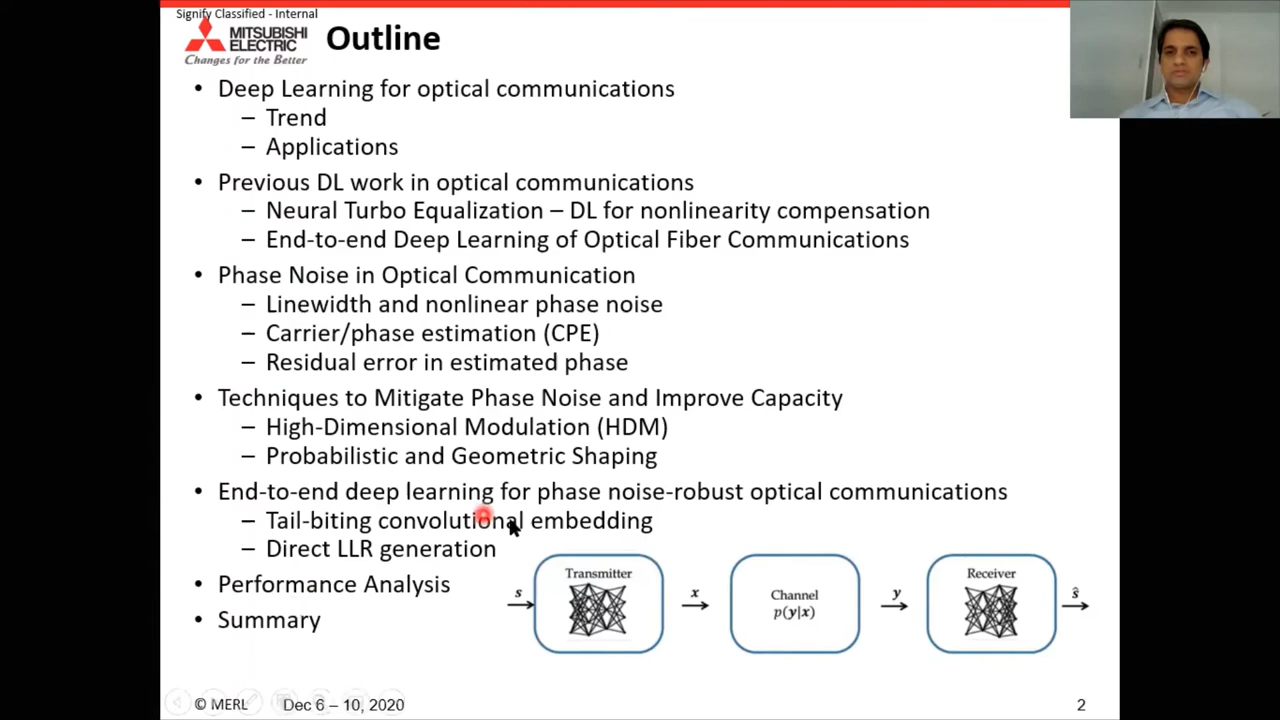 Signify Classified - Internal
MITSUBISHI
ELECTRIC
Changes for the Better
Outline
• Deep Learning for optical communications
– Trend
– Applications
• Previous DL work in optical communications
– Neural Turbo Equalization – DL for nonlinearity compensation
– End-to-end Deep Learning of Optical Fiber Communications
• Phase Noise in Optical Communication
– Linewidth and nonlinear phase noise
– Carrier/phase estimation (CPE)
– Residual error in estimated phase
• Techniques to Mitigate Phase Noise and Improve Capacity
– High-Dimensional Modulation (HDM)
– Probabilistic and Geometric Shaping
• End-to-end deep learning for phase noise-robust optical communications
– Tail-biting convolutional embedding
– Direct LLR generation
• Performance Analysis
• Summary
s
Transmitter
x
Channel
p(y|x)
y
Receiver
ŝ
© MERL Dec 6 – 10, 2020 2